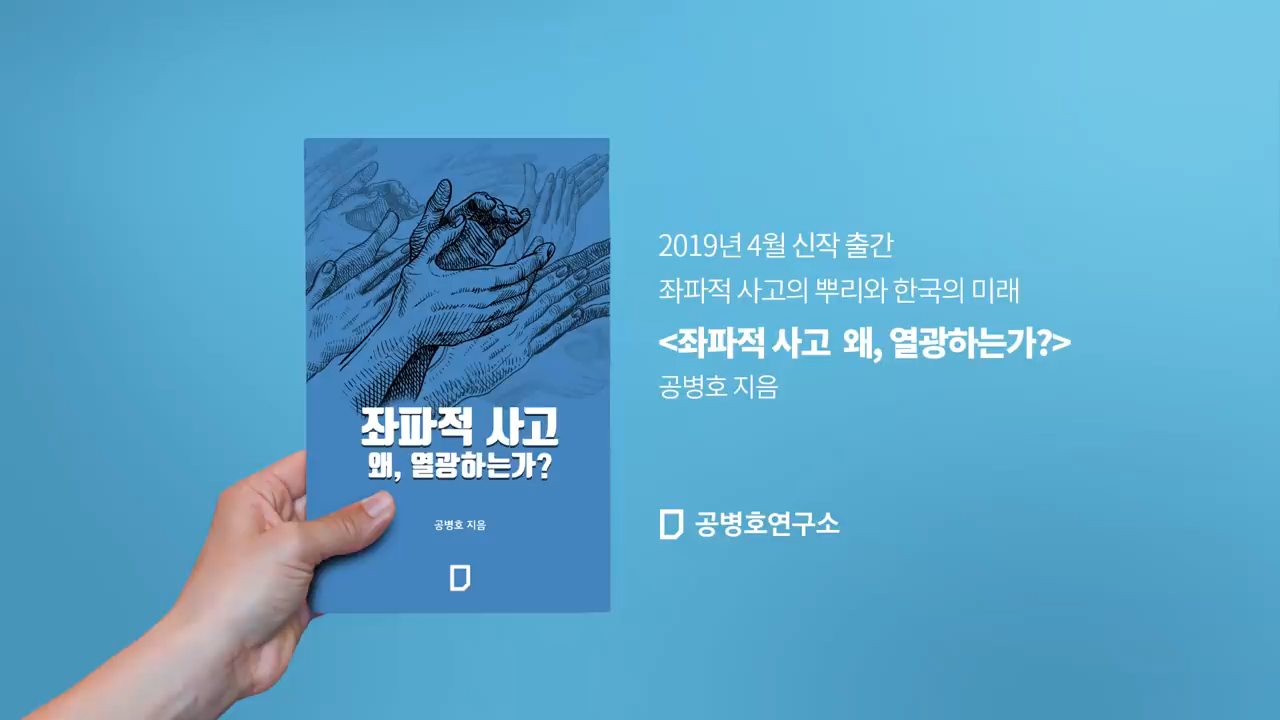 좌파적 사고
왜, 열광하는가?
공병호 지음
2019년 4월 신작 출간
좌파적 사고의 뿌리와 한국의 미래
<좌파적 사고  왜, 열광하는가?>
공병호 지음
공병호연구소